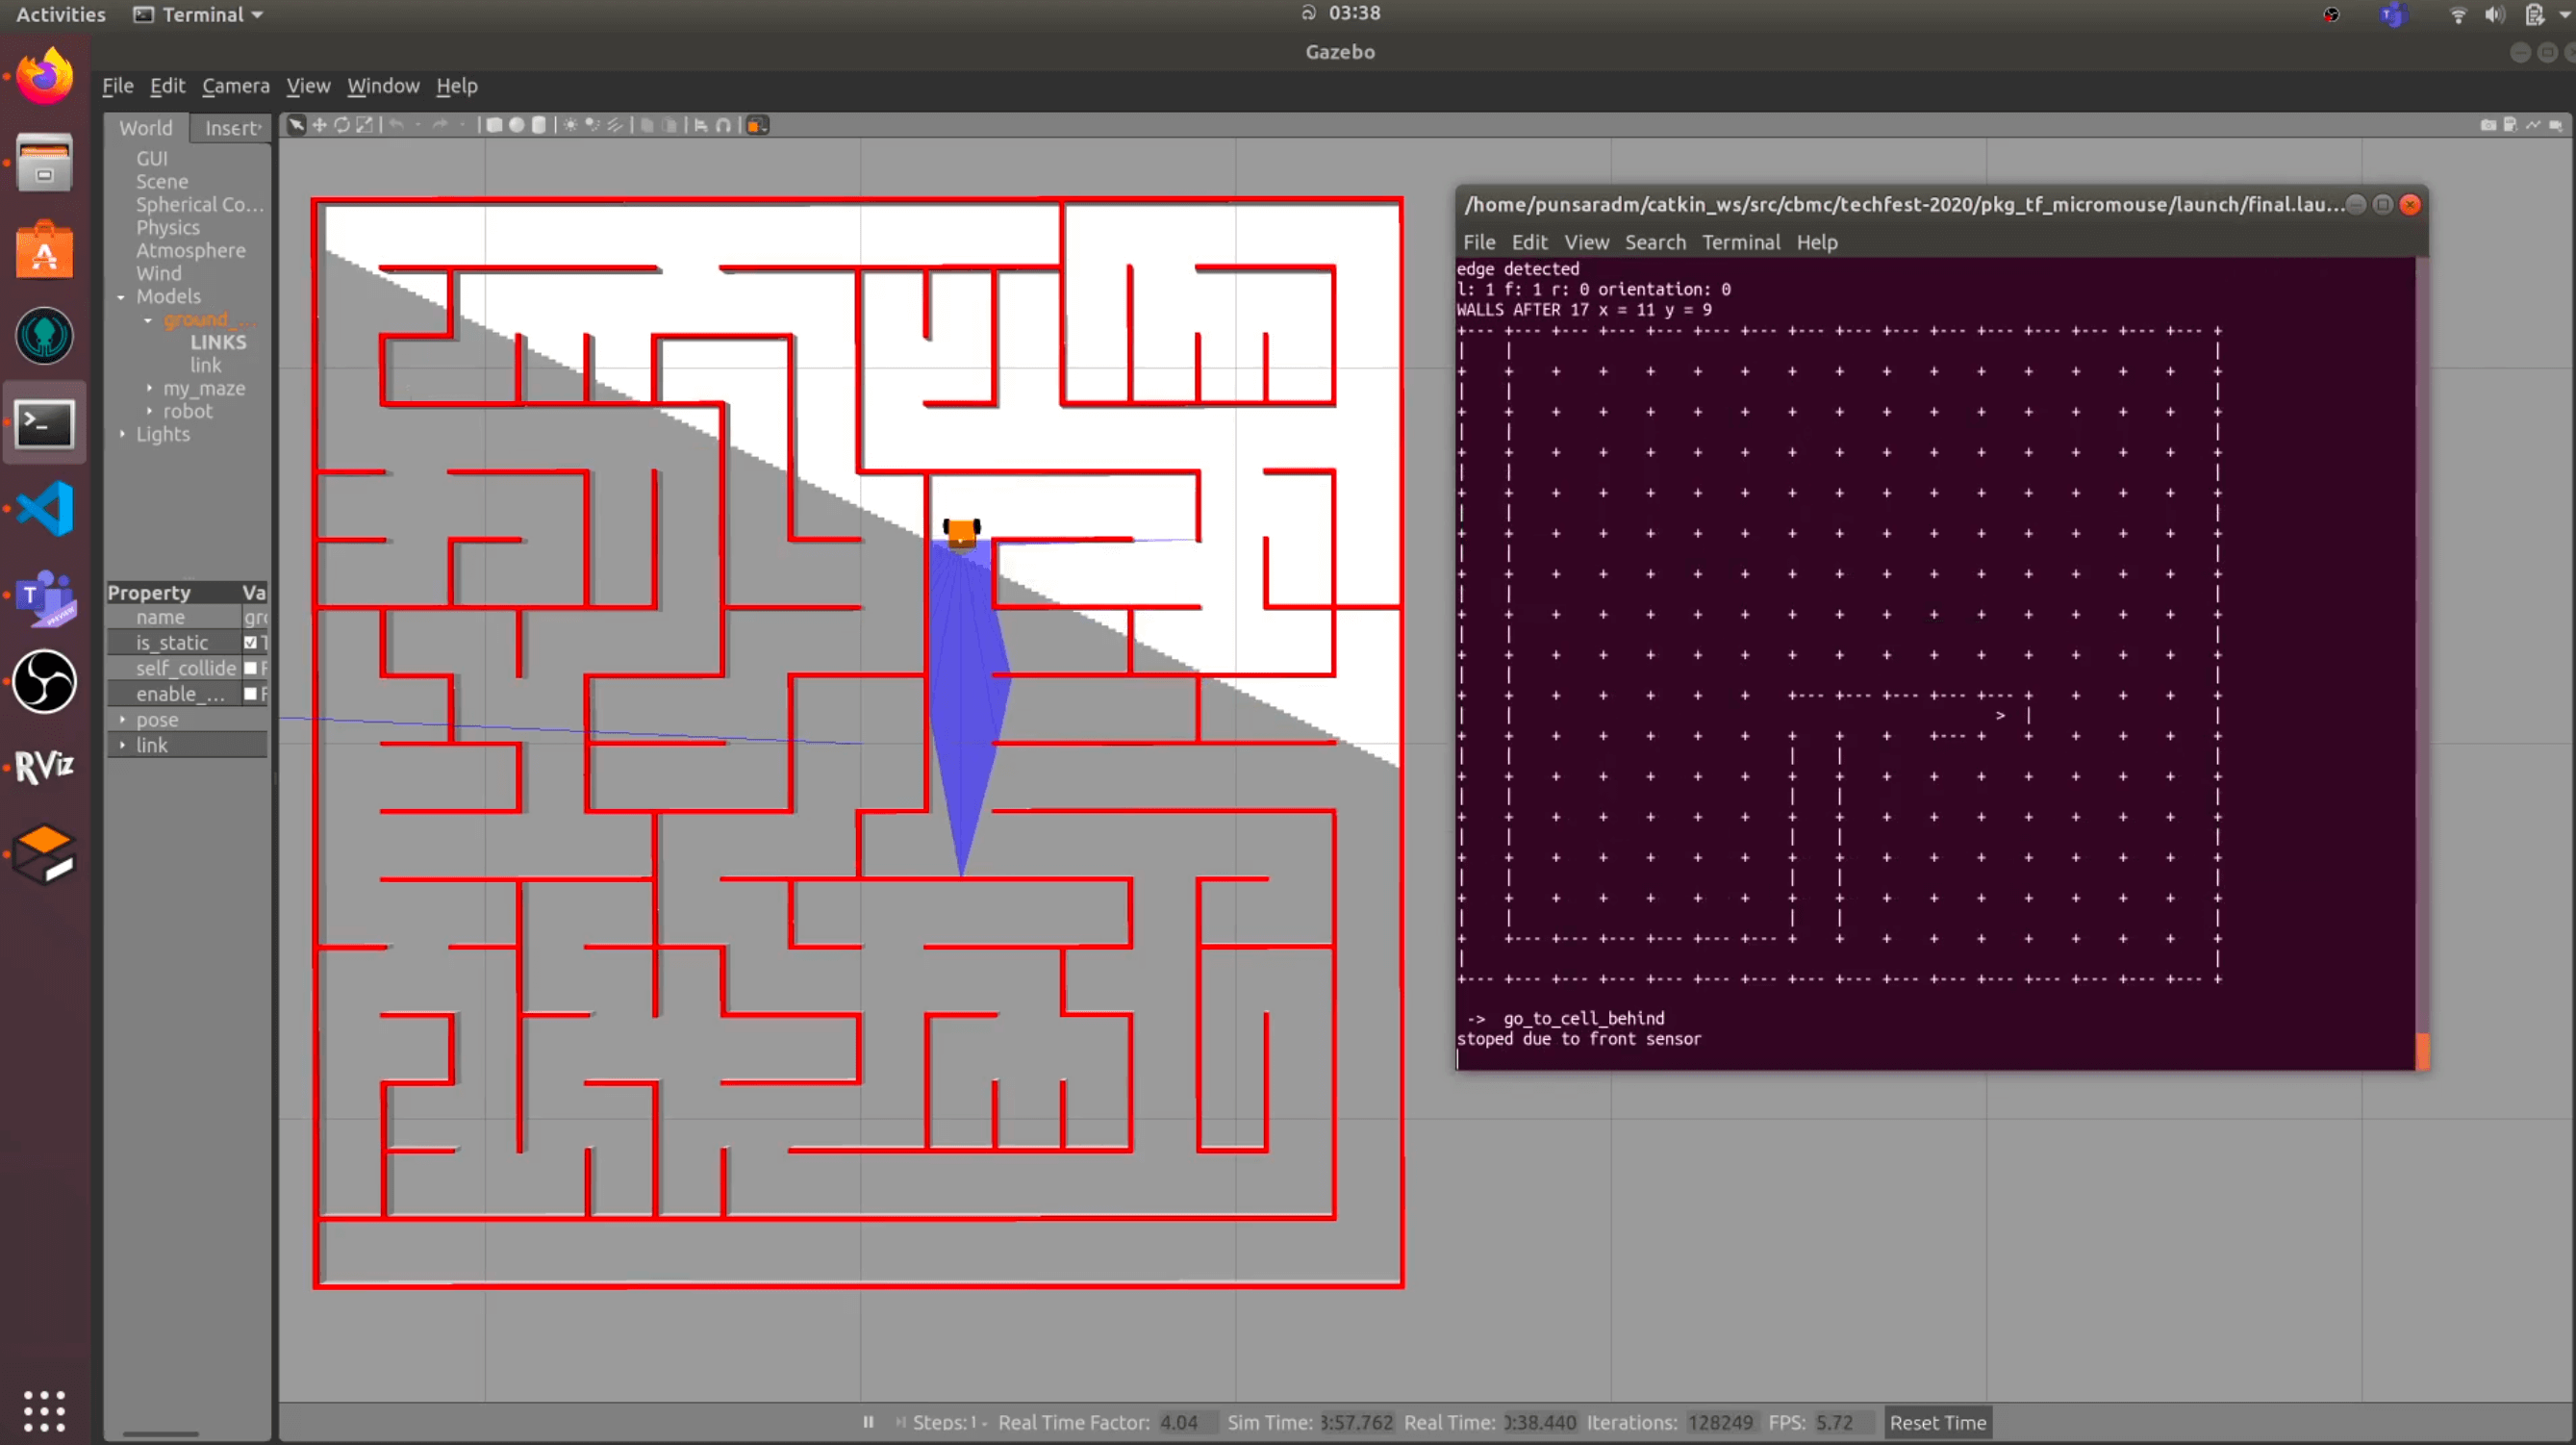 Activities
Terminal
03:38
Gazebo
File Edit Camera View Window Help
World
Insert
GUI
Scene
Spherical Co…
Physics
Atmosphere
Wind
Models
ground_…
LINKS
link
my_maze
robot
Lights
Property Va
name gr
is_static T
self_collide F
enable_… F
pose
link
RViz
Steps: 1
Real Time Factor: 4.04
Sim Time: 3:57.762
Real Time: 0:38.440
Iterations: 128249
FPS: 5.72
Reset Time
/home/punsaradm/catkin_ws/src/cbmc/techfest-2020/pkg_tf_micromouse/launch/final.lau…
File Edit View Search Terminal Help
edge detected
l: 1 f: 1 r: 0 orientation: 0
WALLS AFTER 17 x = 11 y = 9
+--- +--- +--- +--- +--- +--- +--- +--- +--- +--- +--- +--- +--- +--- +--- +--- +
|    |                                                                          |
+    +    +    +    +    +    +    +    +    +    +    +    +    +    +    +    +
|    |                                                                          |
+    +    +    +    +    +    +    +    +    +    +    +    +    +    +    +    +
|    |                                                                          |
+    +    +    +    +    +    +    +    +    +    +    +    +    +    +    +    +
|    |                                                                          |
+    +    +    +    +    +    +    +    +    +    +    +    +    +    +    +    +
|    |                                                                          |
+    +    +    +    +    +    +    +    +    +    +    +    +    +    +    +    +
|    |                                                                          |
+    +    +    +    +    +    +    +    +    +    +    +    +    +    +    +    +
|    |                                                                          |
+    +    +    +    +    +    +    +    +    +    +    +    +    +    +    +    +
|    |                                                                          |
+    +    +    +    +    +    +    +    +    +    +    +    +    +    +    +    +
|    |                                                                          |
+    +    +    +    +    +    +    +--- +--- +--- +--- +--- +    +    +    +    +
|    |                                                   >  |                   |
+    +    +    +    +    +    +    +    +    +    +--- +    +    +    +    +    +
|    |                             |    |                                       |
+    +    +    +    +    +    +    +    +    +    +    +    +    +    +    +    +
|    |                             |    |                                       |
+    +    +    +    +    +    +    +    +    +    +    +    +    +    +    +    +
|    |                             |    |                                       |
+    +    +    +    +    +    +    +    +    +    +    +    +    +    +    +    +
|    |                             |    |                                       |
+    +    +    +    +    +    +    +    +    +    +    +    +    +    +    +    +
|    |                             |    |                                       |
+    +--- +--- +--- +--- +--- +--- +    +    +    +    +    +    +    +    +    +
|                                                                               |
+--- +--- +--- +--- +--- +--- +--- +--- +--- +--- +--- +--- +--- +--- +--- +--- +
-> go_to_cell_behind
stoped due to front sensor